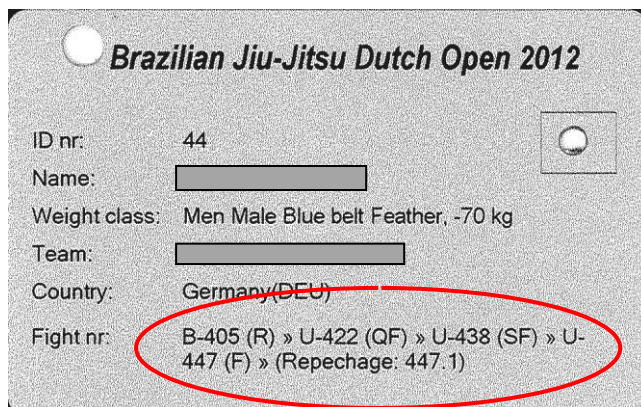 Brazilian Jiu-Jitsu Dutch Open 2012
ID nr: 44
Name:
Weight class: Men Male Blue belt Feather, -70 kg
Team:
Country: Germany(DEU)
Fight nr: B-405 (R) » U-422 (QF) » U-438 (SF) » U-
447 (F) » (Repechage: 447.1)